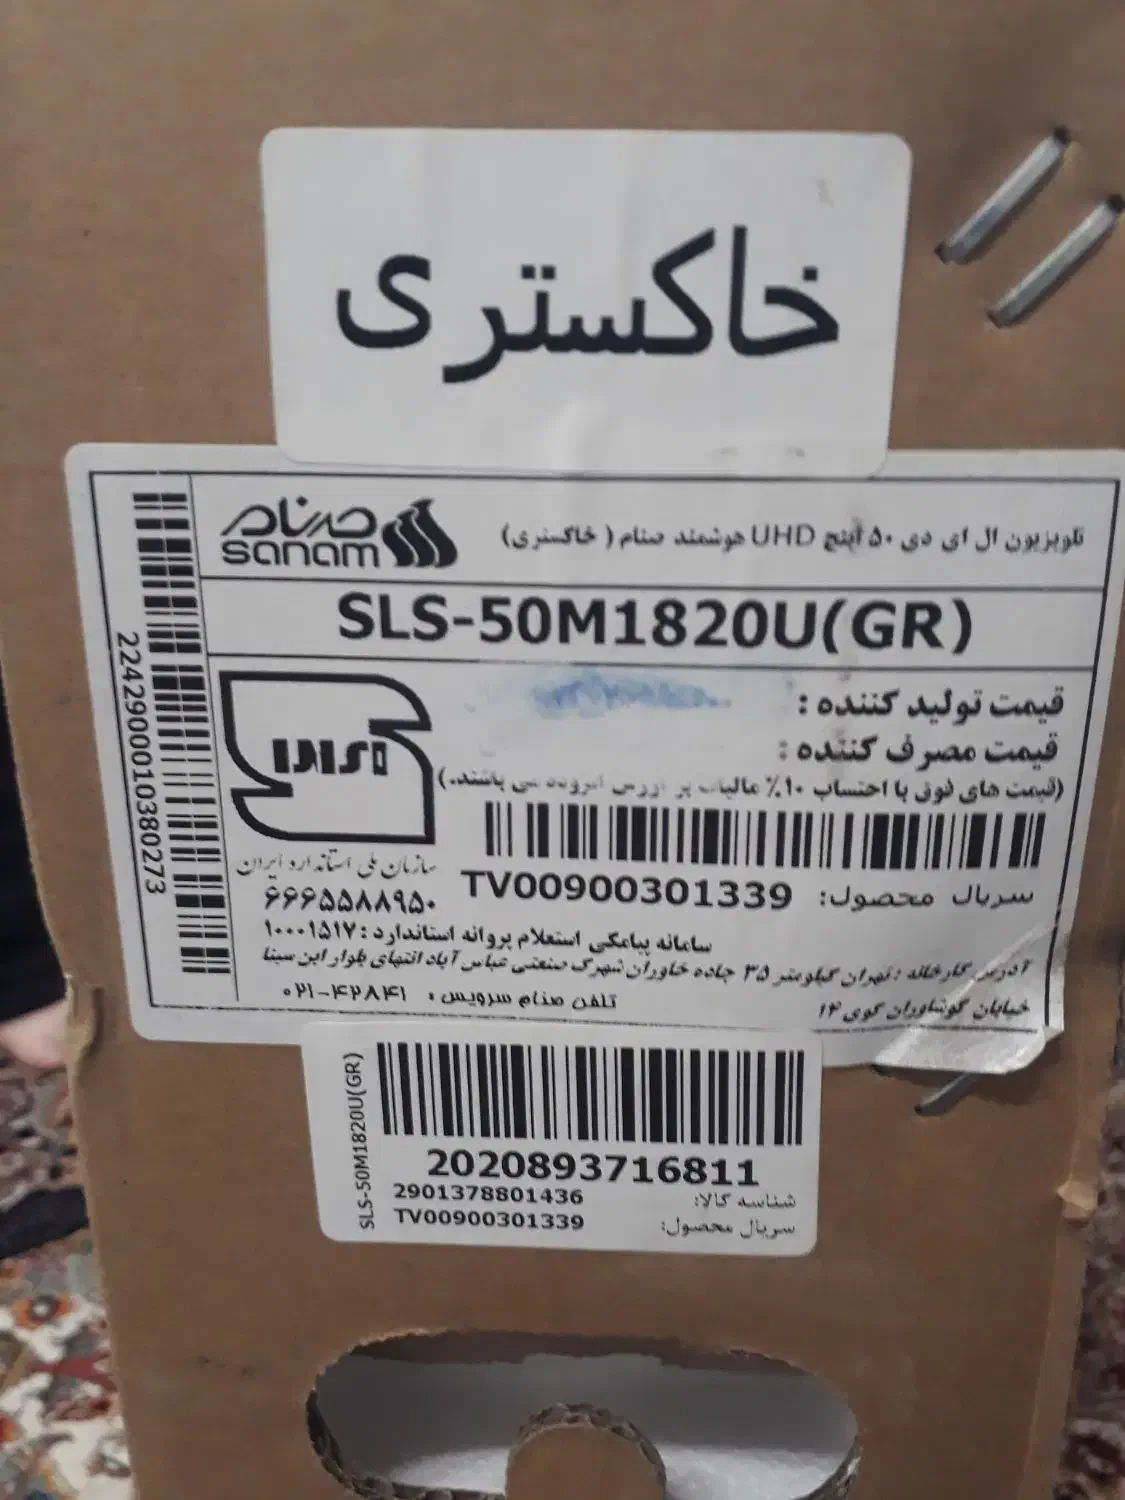 خاکستری
صنام
sanam
تلویزیون ال ای دی ۵۰ اینچ UHD هوشمند صنام ( خاکستری)
SLS-50M1820U(GR)
قیمت تولید کننده :
قیمت مصرف کننده :
(قیمت های فوق با احتساب ۱۰٪ مالیات بر ارزش افزوده می باشند.)
2242900010380273
سازمان ملی استاندارد ایران
۶۶۶۵۵۸۸۹۵۰
سریال محصول: TV00900301339
سامانه پیامکی استعلام پروانه استاندارد : ۱۰۰۰۱۵۱۷
آدرس کارخانه : تهران کیلومتر ۳۵ جاده خاوران شهرک صنعتی عباس آباد انتهای بلوار ابن سینا
خیابان کوشاوران کوی ۱۲
تلفن صنام سرویس : ۰۲۱-۴۲۸۴۱
SLS-50M1820U(GR)
2020893716811
شناسه کالا: 2901378801436
سریال محصول: TV00900301339